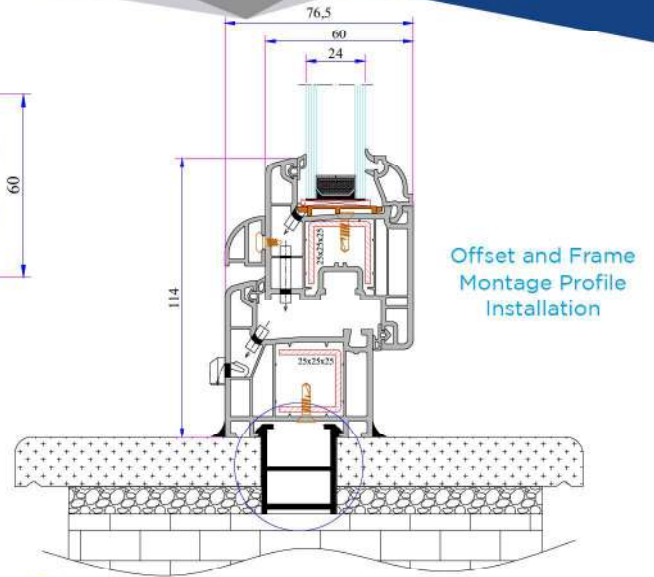 76,5
60
24
60
114
25x25x25
25x25x25
Offset and Frame
Montage Profile
Installation